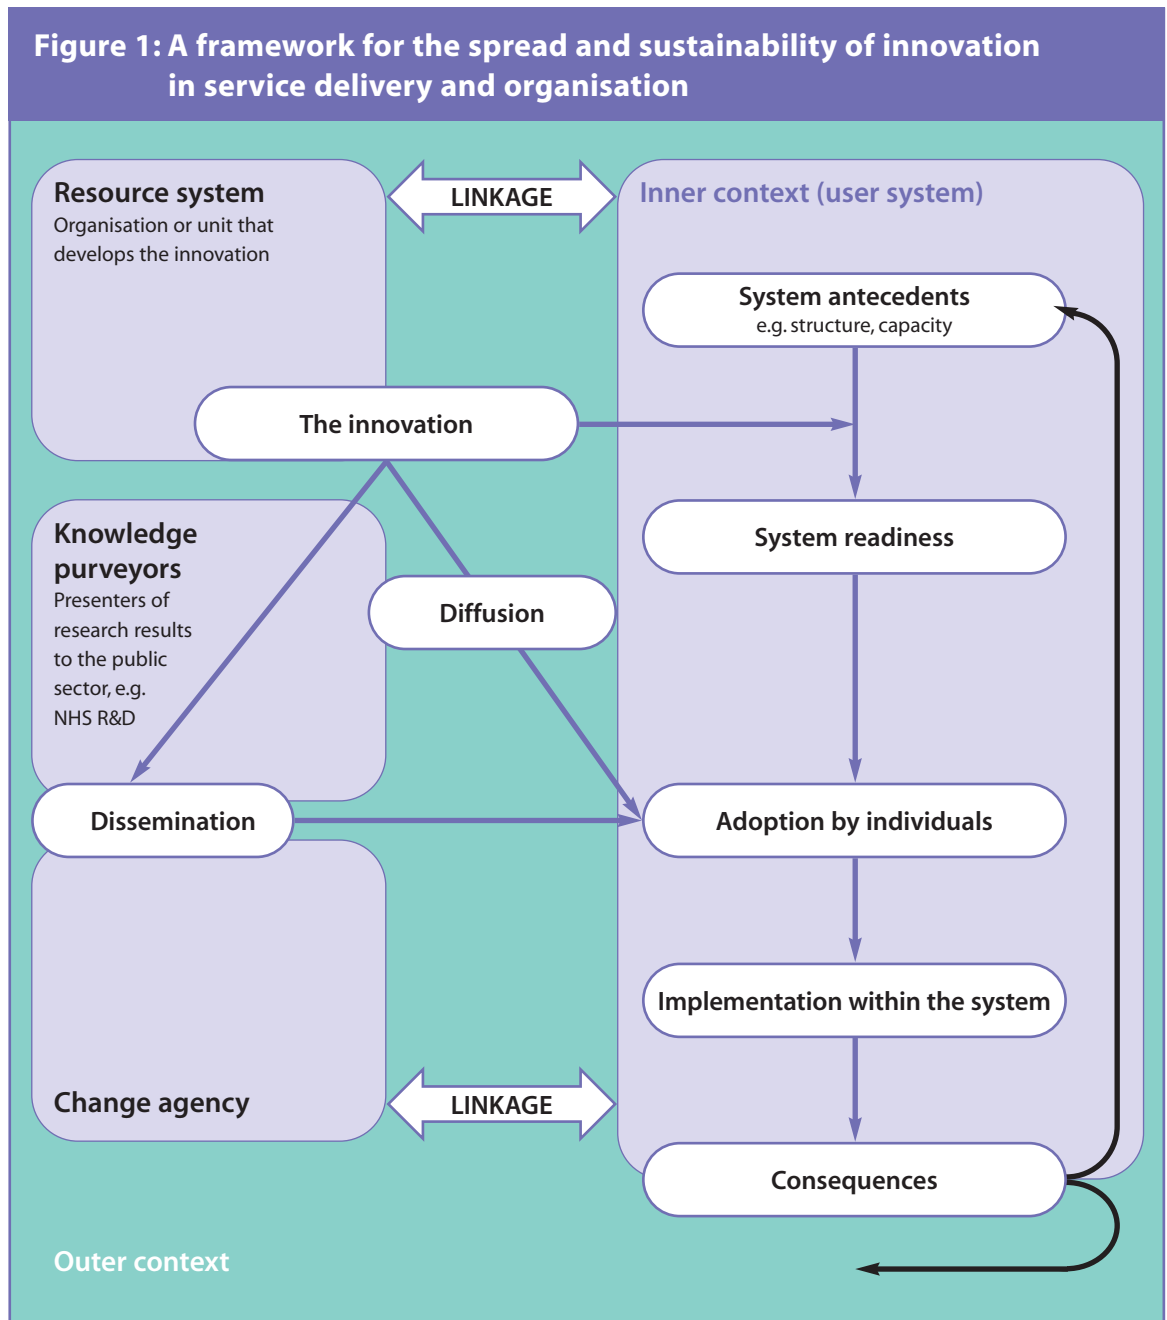 Figure 1: A framework for the spread and sustainability of innovation
in service delivery and organisation
Resource system
Organisation or unit that
develops the innovation
LINKAGE
Inner context (user system)
System antecedents
e.g. structure, capacity
The innovation
Knowledge
purveyors
Presenters of
research results
to the public
sector, e.g.
NHS R&D
System readiness
Diffusion
Dissemination
Adoption by individuals
Implementation within the system
Change agency
LINKAGE
Consequences
Outer context